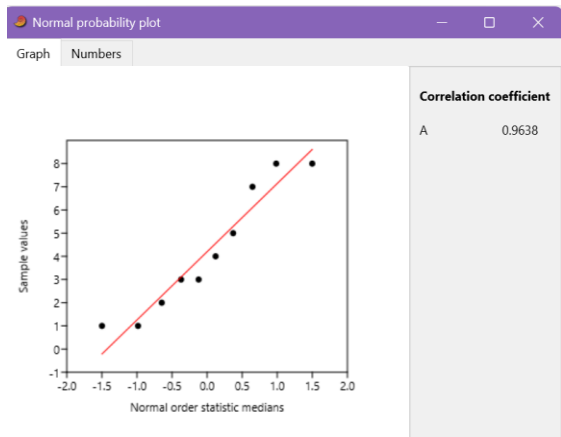 Normal probability plot
Graph Numbers
Correlation coefficient
A 0.9638
8
7
6
5
4
3
2
1
0
-1
Sample values
-2.0 -1.5 -1.0 -0.5 0.0 0.5 1.0 1.5 2.0
Normal order statistic medians